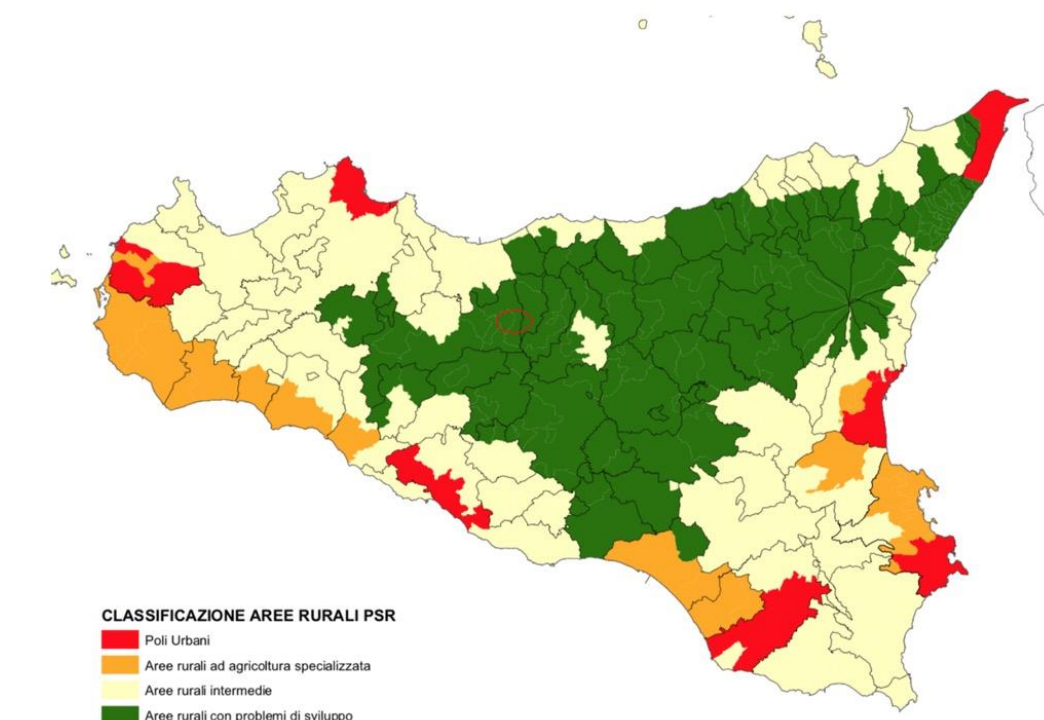 CLASSIFICAZIONE AREE RURALI PSR
Poli Urbani
Aree rurali ad agricoltura specializzata
Aree rurali intermedie
Aree rurali con problemi di sviluppo